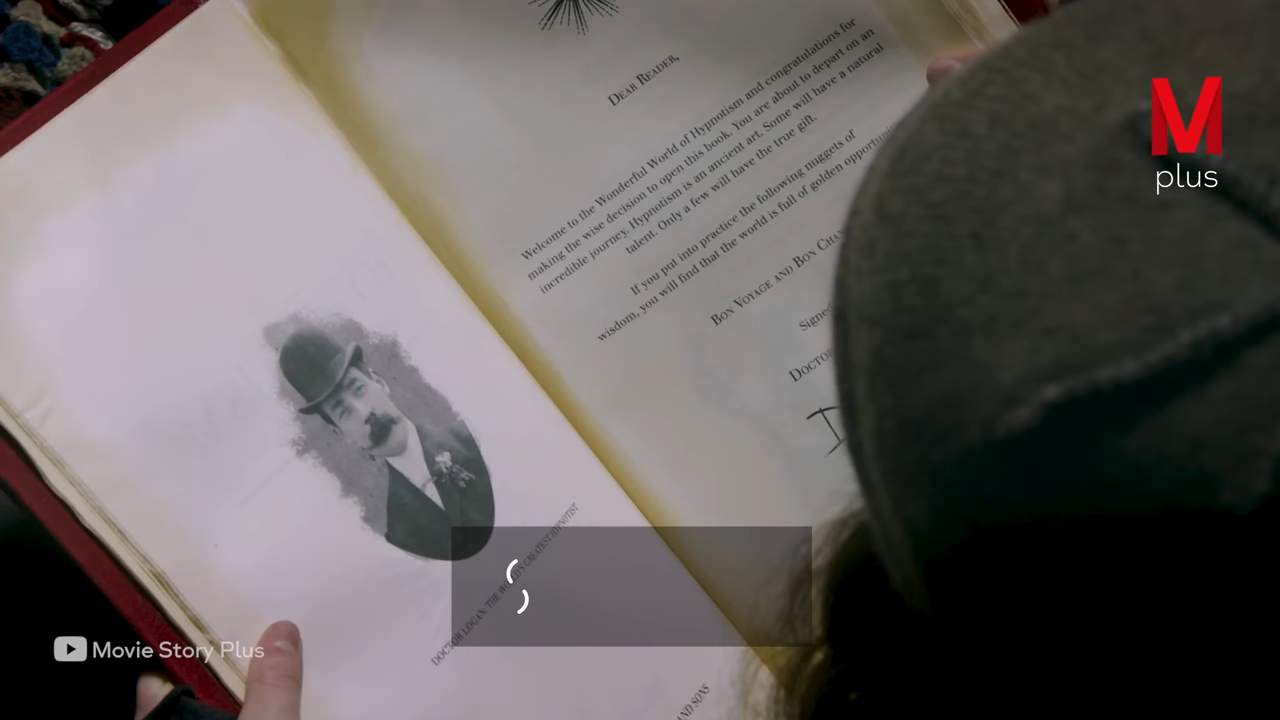 DEAR READER,
Welcome to the Wonderful World of Hypnotism and congratulations for
making the wise decision to open this book. You are about to depart on an
incredible journey. Hypnotism is an ancient art. Some will have a natural
talent. Only a few will have the true gift.
If you put into practice the following nuggets of
wisdom, you will find that the world is full of golden
BON VOYAGE AND BON
DOCTOR LOGAN, THE WORLD'S GREATEST HYPNOTIST
AND SONS
M
plus
Movie Story Plus